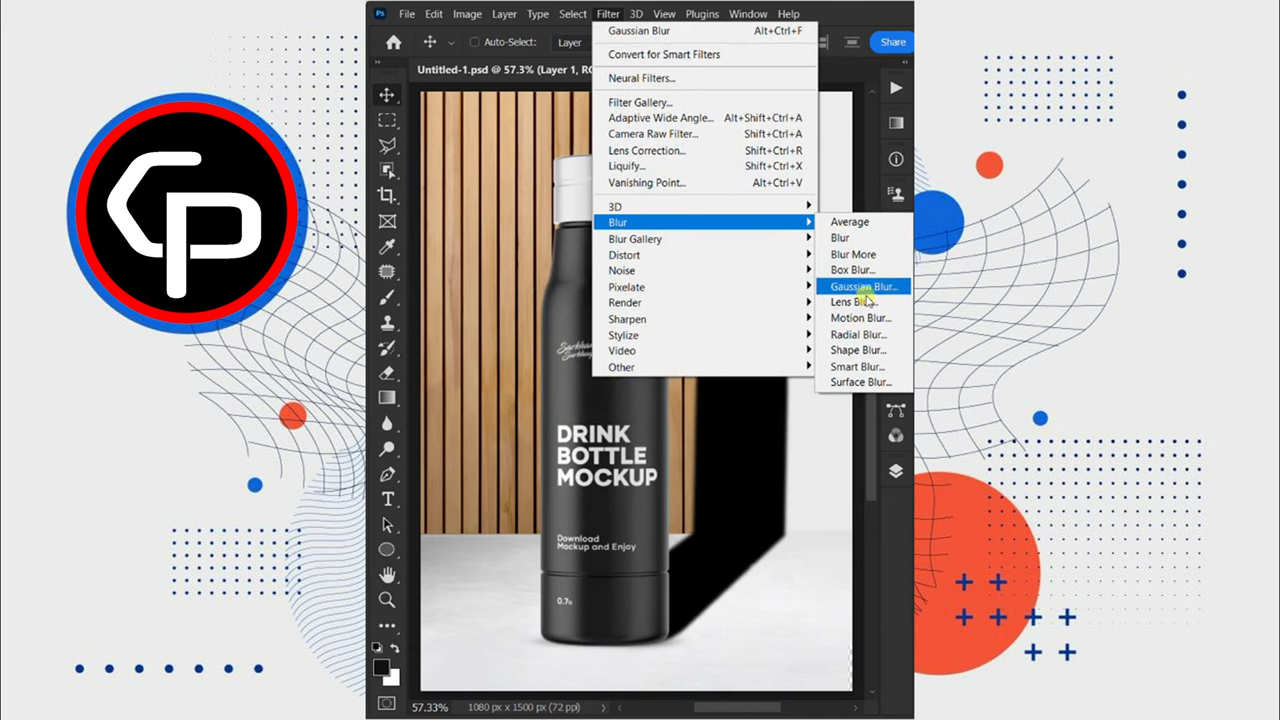 Ps File Edit Image Layer Type Select Filter 3D View Plugins Window Help
Auto-Select: Layer
Share
Untitled-1.psd @ 57.3% (Layer 1, RG
Gaussian Blur Alt+Ctrl+F
Convert for Smart Filters
Neural Filters...
Filter Gallery...
Adaptive Wide Angle... Alt+Shift+Ctrl+A
Camera Raw Filter... Shift+Ctrl+A
Lens Correction... Shift+Ctrl+R
Liquify... Shift+Ctrl+X
Vanishing Point... Alt+Ctrl+V
3D
Blur
Blur Gallery
Distort
Noise
Pixelate
Render
Sharpen
Stylize
Video
Other
Average
Blur
Blur More
Box Blur...
Gaussian Blur...
Lens Bl...
Motion Blur...
Radial Blur...
Shape Blur...
Smart Blur...
Surface Blur...
CP
DRINK
BOTTLE
MOCKUP
Download
Mockup and Enjoy
57.33% 1080 px x 1500 px (72 ppi)